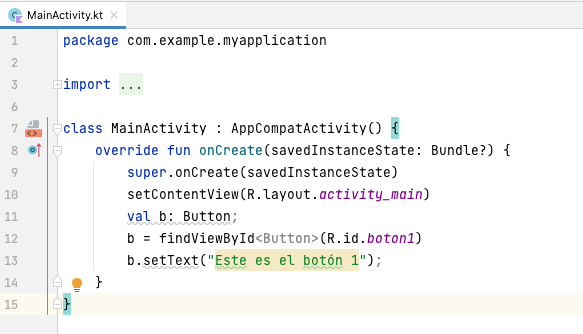 MainActivity.kt
1 package com.example.myapplication
2
3 import ...
6
7 class MainActivity : AppCompatActivity() {
8 override fun onCreate(savedInstanceState: Bundle?) {
9 super.onCreate(savedInstanceState)
10 setContentView(R.layout.activity_main)
11 val b: Button;
12 b = findViewById<Button>(R.id.boton1)
13 b.setText("Este es el botón 1");
14 }
15 }